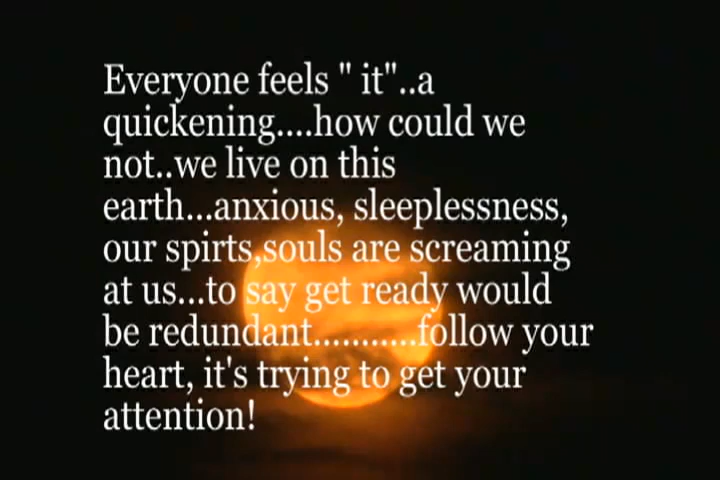 Everyone feels " it"..a
quickening....how could we
not..we live on this
earth...anxious, sleeplessness,
our spirts,souls are screaming
at us...to say get ready would
be redundant...........follow your
heart, it's trying to get your
attention!